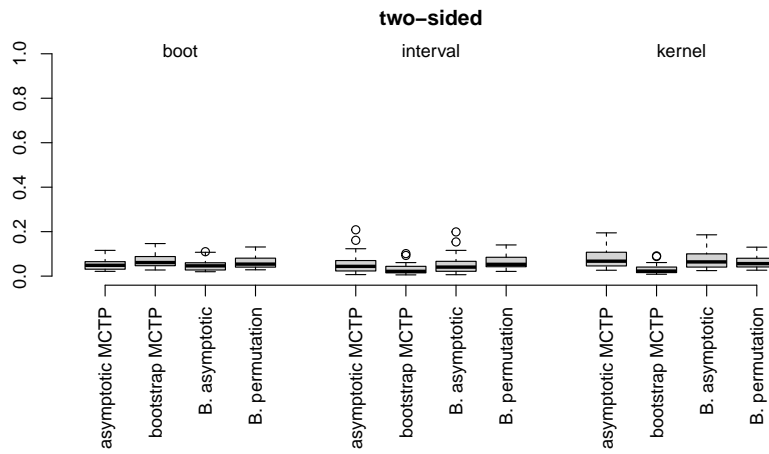 two−sided
boot interval kernel
1.0
0.8
0.6
0.4
0.2
0.0
asymptotic MCTP
bootstrap MCTP
B. asymptotic
B. permutation
asymptotic MCTP
bootstrap MCTP
B. asymptotic
B. permutation
asymptotic MCTP
bootstrap MCTP
B. asymptotic
B. permutation